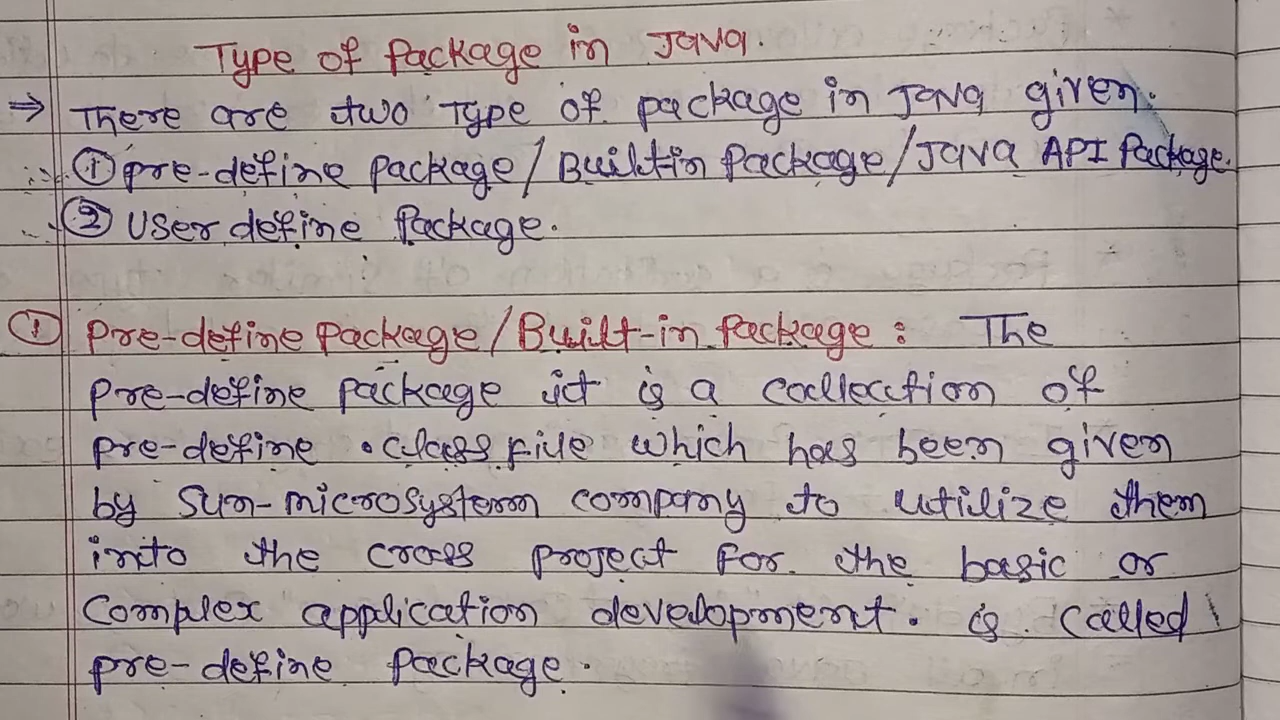 Type of Package in Java.
⇒ There are two Type of package in Java given.
① pre-define package/Built-in Package/Java API Package.
② User define Package.
① Pre-define Package/Built-in Package: The
pre-define package it is a collection of
pre-define .class file which has been given
by Sun-microsystem company to utilize them
into the cross project for the basic or
complex application development. is called
pre-define package.